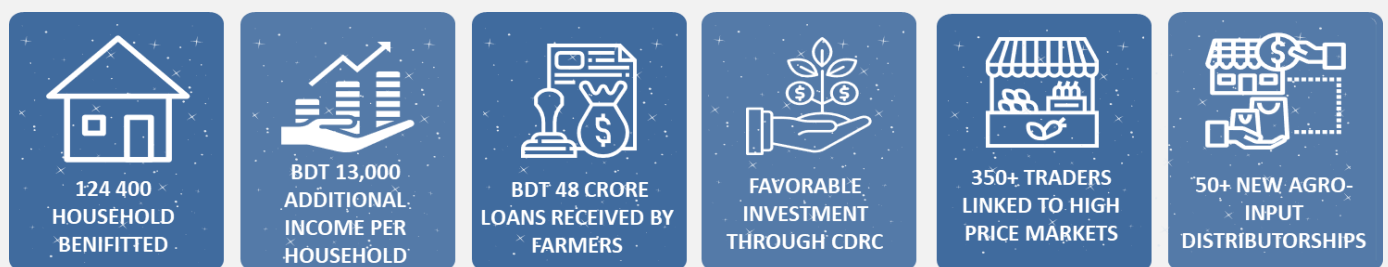 124 400
HOUSEHOLD
BENIFITTED
BDT 13,000
ADDITIONAL
INCOME PER
HOUSEHOLD
BDT 48 CRORE
LOANS RECEIVED BY
FARMERS
FAVORABLE
INVESTMENT
THROUGH CDRC
350+ TRADERS
LINKED TO HIGH
PRICE MARKETS
50+ NEW AGRO-
INPUT
DISTRIBUTORSHIPS